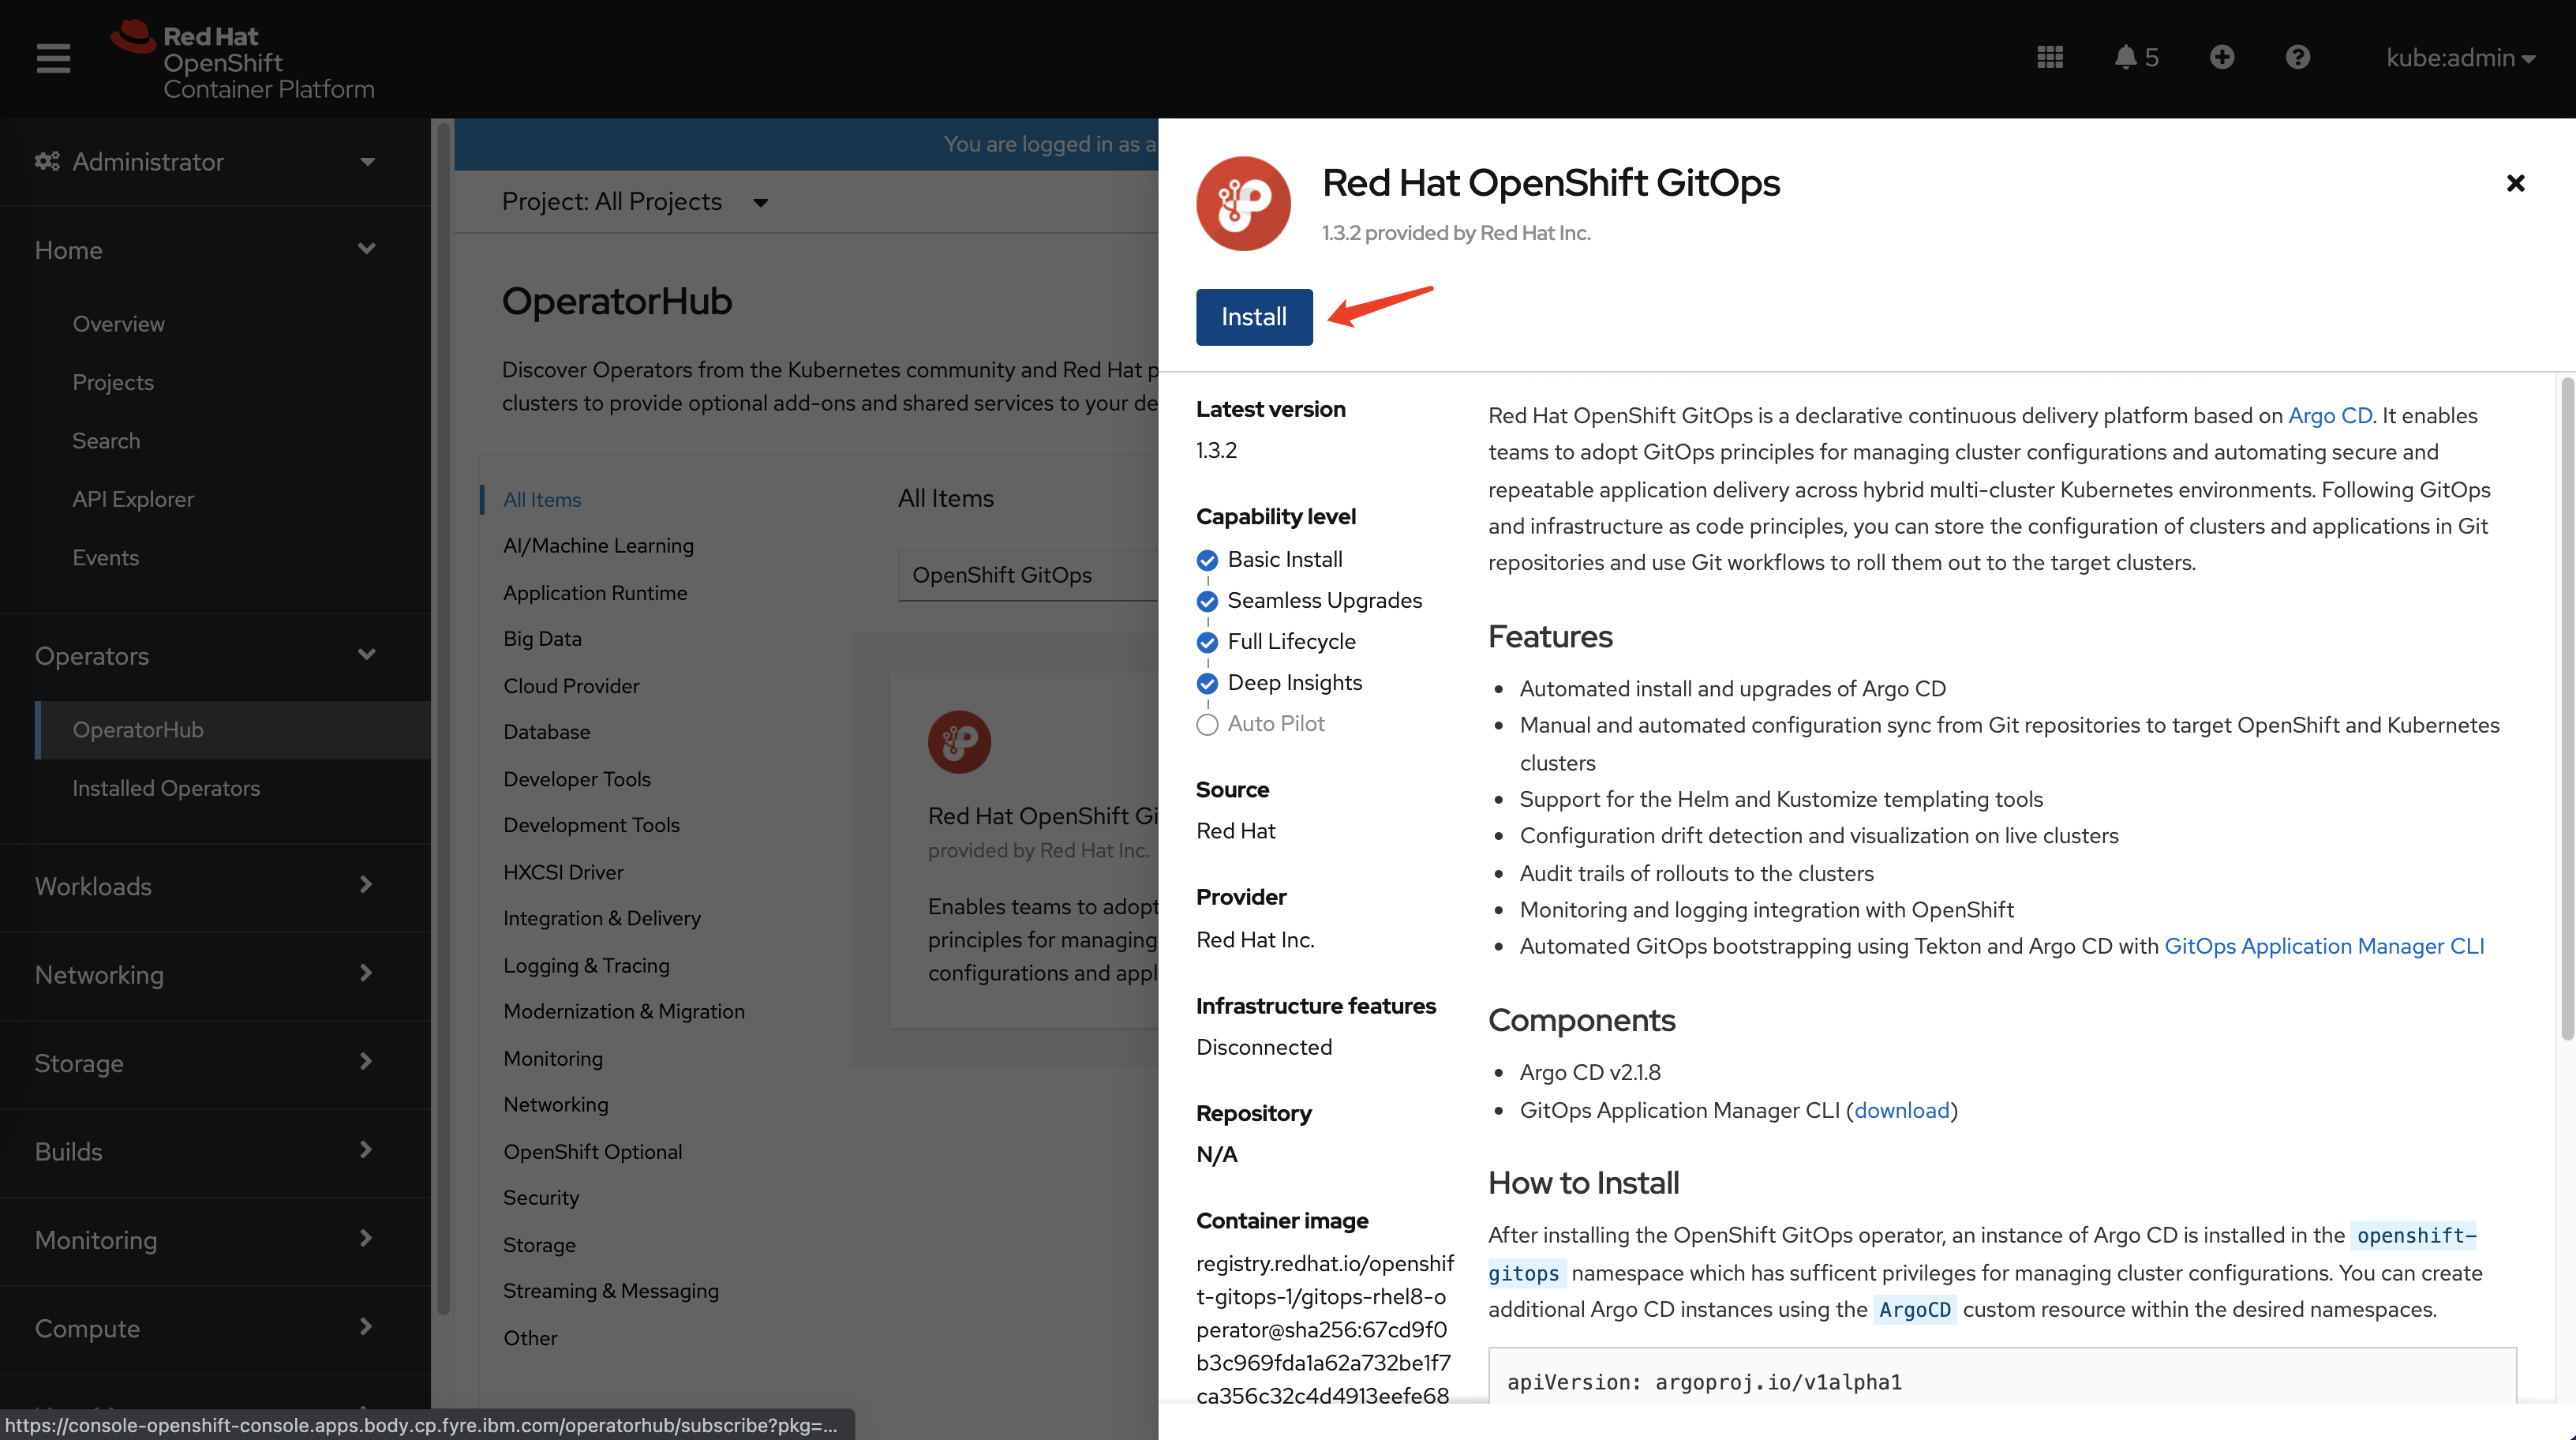 Red Hat
OpenShift
Container Platform
5
kube:admin
Administrator
Home
Overview
Projects
Search
API Explorer
Events
Operators
OperatorHub
Installed Operators
Workloads
Networking
Storage
Builds
Monitoring
Compute
You are logged in as a
Project: All Projects
OperatorHub
Discover Operators from the Kubernetes community and Red Hat p
clusters to provide optional add-ons and shared services to your de
All Items
AI/Machine Learning
Application Runtime
Big Data
Cloud Provider
Database
Developer Tools
Development Tools
HXCSI Driver
Integration & Delivery
Logging & Tracing
Modernization & Migration
Monitoring
Networking
OpenShift Optional
Security
Storage
Streaming & Messaging
Other
All Items
OpenShift GitOps
Red Hat OpenShift Gi
provided by Red Hat Inc.
Enables teams to adopt
principles for managing
configurations and appl
Red Hat OpenShift GitOps
1.3.2 provided by Red Hat Inc.
Install
Latest version
1.3.2
Capability level
Basic Install
Seamless Upgrades
Full Lifecycle
Deep Insights
Auto Pilot
Source
Red Hat
Provider
Red Hat Inc.
Infrastructure features
Disconnected
Repository
N/A
Container image
registry.redhat.io/openshif
t-gitops-1/gitops-rhel8-o
perator@sha256:67cd9f0
b3c969fda1a62a732be1f7
ca356c32c4d4913eefe68
Red Hat OpenShift GitOps is a declarative continuous delivery platform based on Argo CD. It enables
teams to adopt GitOps principles for managing cluster configurations and automating secure and
repeatable application delivery across hybrid multi-cluster Kubernetes environments. Following GitOps
and infrastructure as code principles, you can store the configuration of clusters and applications in Git
repositories and use Git workflows to roll them out to the target clusters.
Features
Automated install and upgrades of Argo CD
Manual and automated configuration sync from Git repositories to target OpenShift and Kubernetes
clusters
Support for the Helm and Kustomize templating tools
Configuration drift detection and visualization on live clusters
Audit trails of rollouts to the clusters
Monitoring and logging integration with OpenShift
Automated GitOps bootstrapping using Tekton and Argo CD with GitOps Application Manager CLI
Components
Argo CD v2.1.8
GitOps Application Manager CLI (download)
How to Install
After installing the OpenShift GitOps operator, an instance of Argo CD is installed in the openshift-
gitops namespace which has sufficent privileges for managing cluster configurations. You can create
additional Argo CD instances using the ArgoCD custom resource within the desired namespaces.
apiVersion: argoproj.io/v1alpha1
https://console-openshift-console.apps.body.cp.fyre.ibm.com/operatorhub/subscribe?pkg=...